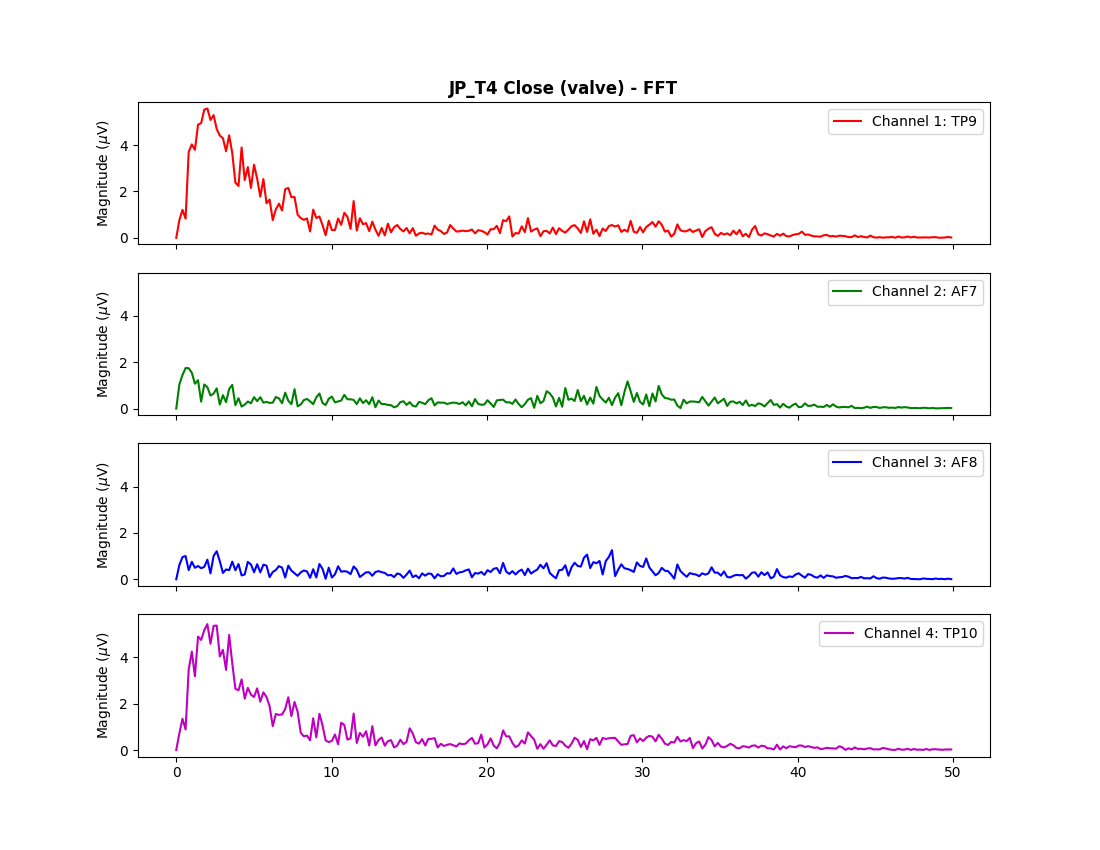 JP_T4 Close (valve) - FFT
Magnitude (μV)
4
2
0
Channel 1: TP9
Magnitude (μV)
4
2
0
Channel 2: AF7
Magnitude (μV)
4
2
0
Channel 3: AF8
Magnitude (μV)
4
2
0
Channel 4: TP10
0 10 20 30 40 50